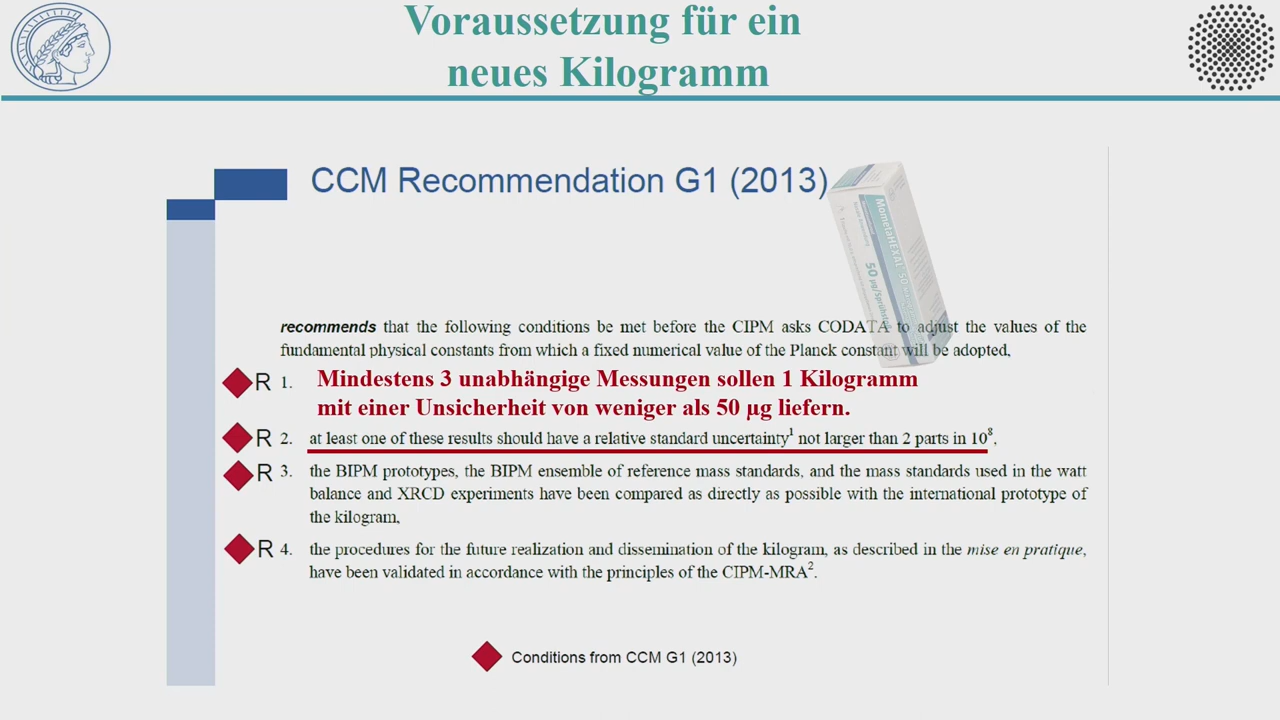 Voraussetzung für ein
neues Kilogramm
CCM Recommendation G1 (2013)
MometaHEXAL 50
50 µg/Sprühstoß
recommends that the following conditions be met before the CIPM asks CODATA to adjust the values of the
fundamental physical constants from which a fixed numerical value of the Planck constant will be adopted,
R 1. Mindestens 3 unabhängige Messungen sollen 1 Kilogramm
mit einer Unsicherheit von weniger als 50 µg liefern.
R 2. at least one of these results should have a relative standard uncertainty¹ not larger than 2 parts in 10⁸,
R 3. the BIPM prototypes, the BIPM ensemble of reference mass standards, and the mass standards used in the watt
balance and XRCD experiments have been compared as directly as possible with the international prototype of
the kilogram,
R 4. the procedures for the future realization and dissemination of the kilogram, as described in the mise en pratique,
have been validated in accordance with the principles of the CIPM-MRA².
Conditions from CCM G1 (2013)